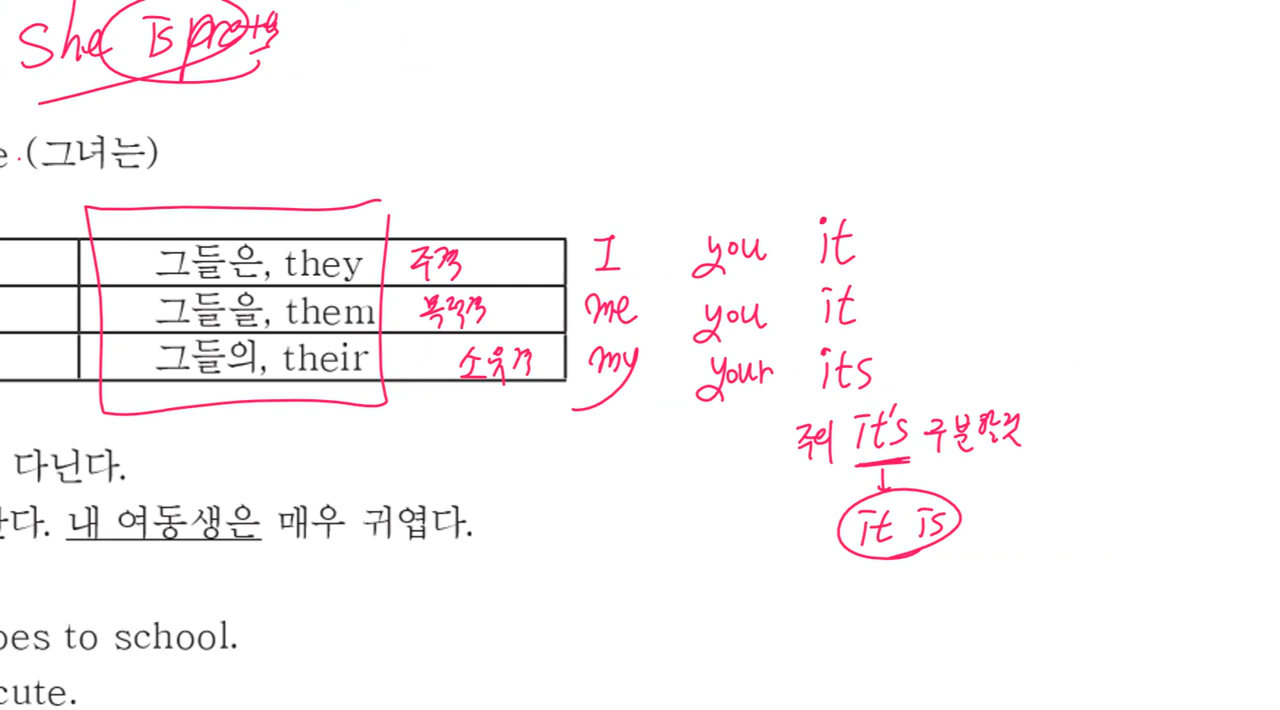 She is pretty
e (그녀는)
그들은, they 주격 I you it
그들을, them 목적격 me you it
그들의, their 소유격 my your its
주의 it's 구분할것
it is
다닌다.
다. 내 여동생은 매우 귀엽다.
oes to school.
cute.